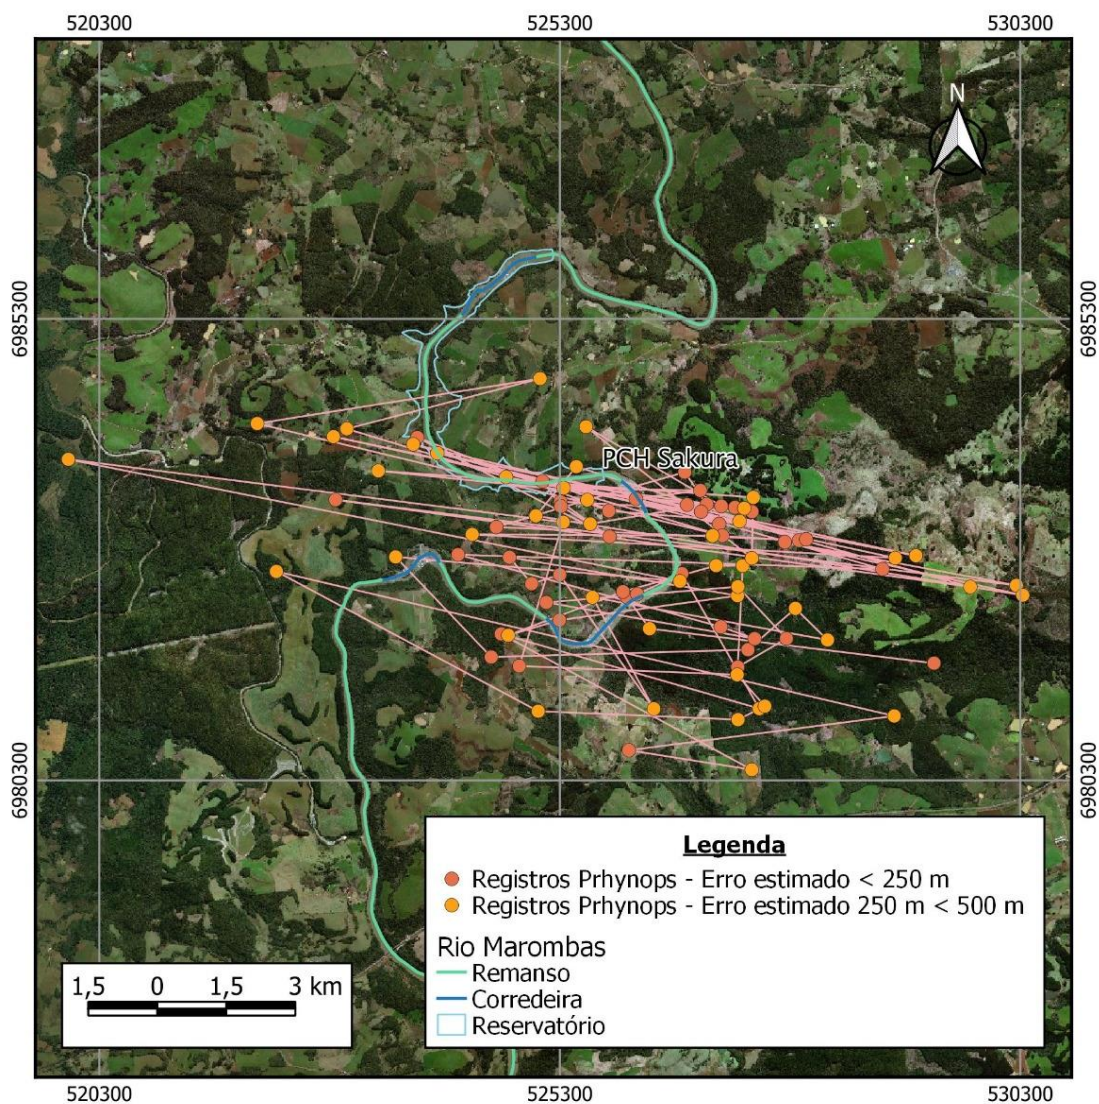 520300 525300 530300
N
6985300 6985300
PCH Sakura
6980300 6980300
Legenda
Registros Prhynops - Erro estimado < 250 m
Registros Prhynops - Erro estimado 250 m < 500 m
Rio Marombas
Remanso
Corredeira
Reservatório
1,5 0 1,5 3 km
520300 525300 530300